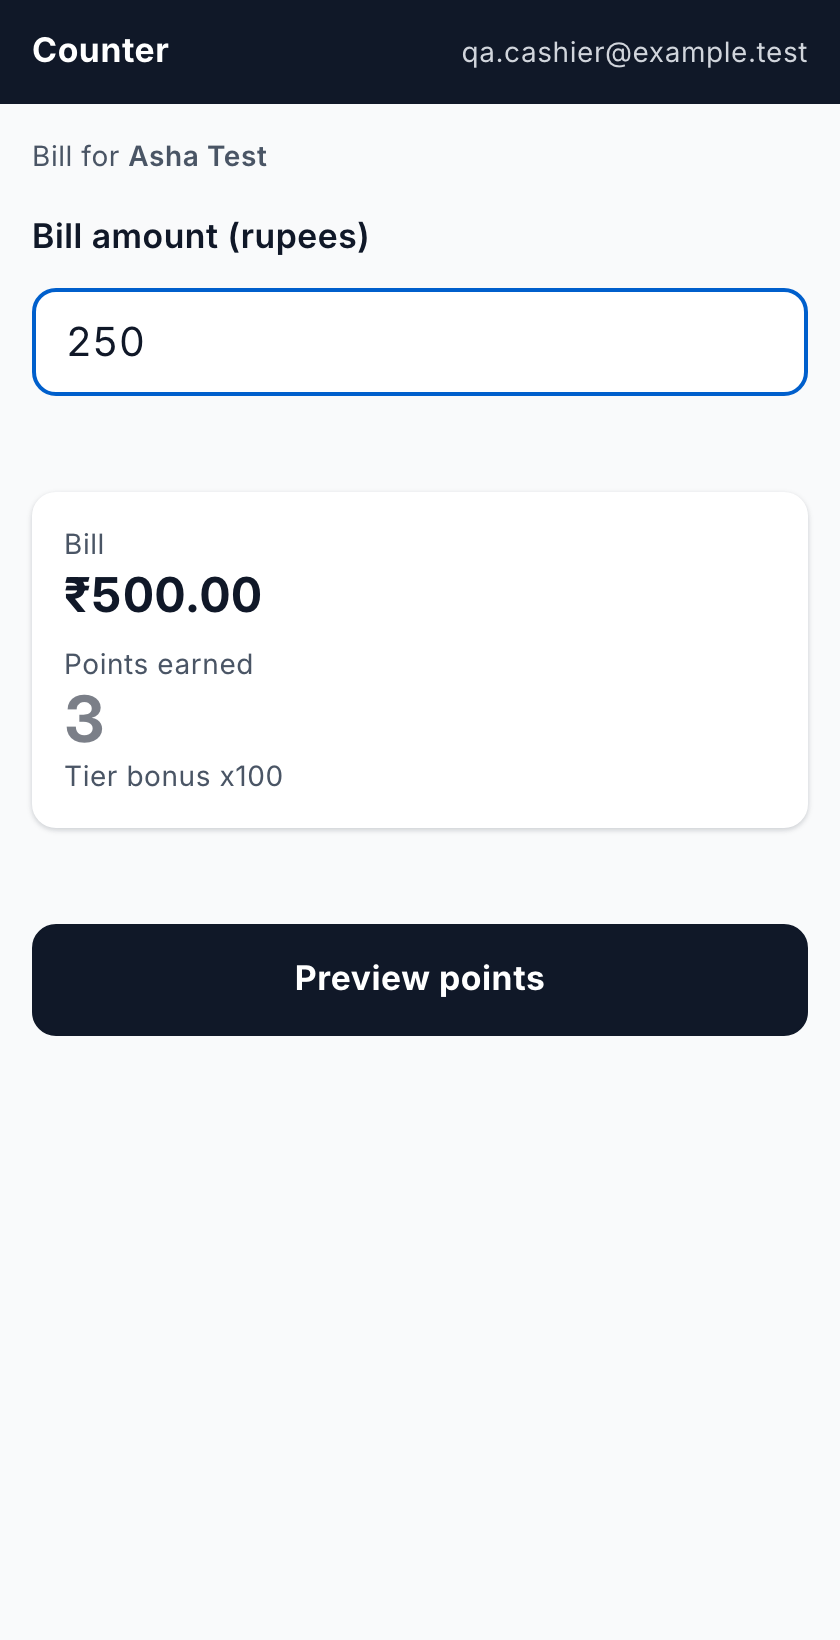 Counter
qa.cashier@example.test
Bill for Asha Test
Bill amount (rupees)
250
Bill
₹500.00
Points earned
3
Tier bonus x100
Preview points